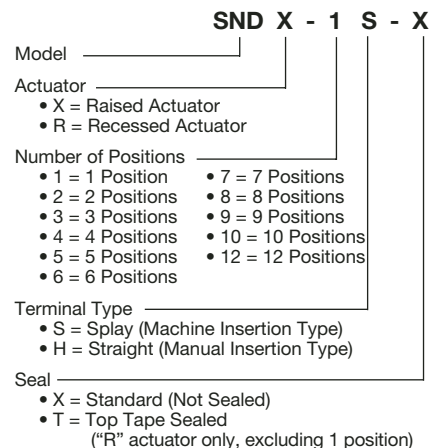 SND X - 1 S - X
Model
Actuator
• X = Raised Actuator
• R = Recessed Actuator
Number of Positions
• 1 = 1 Position • 7 = 7 Positions
• 2 = 2 Positions • 8 = 8 Positions
• 3 = 3 Positions • 9 = 9 Positions
• 4 = 4 Positions • 10 = 10 Positions
• 5 = 5 Positions • 12 = 12 Positions
• 6 = 6 Positions
Terminal Type
• S = Splay (Machine Insertion Type)
• H = Straight (Manual Insertion Type)
Seal
• X = Standard (Not Sealed)
• T = Top Tape Sealed
(“R” actuator only, excluding 1 position)